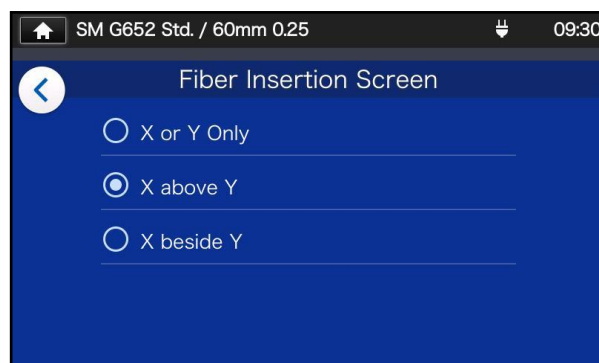 SM G652 Std. / 60mm 0.25 09:30
Fiber Insertion Screen
X or Y Only
X above Y
X beside Y